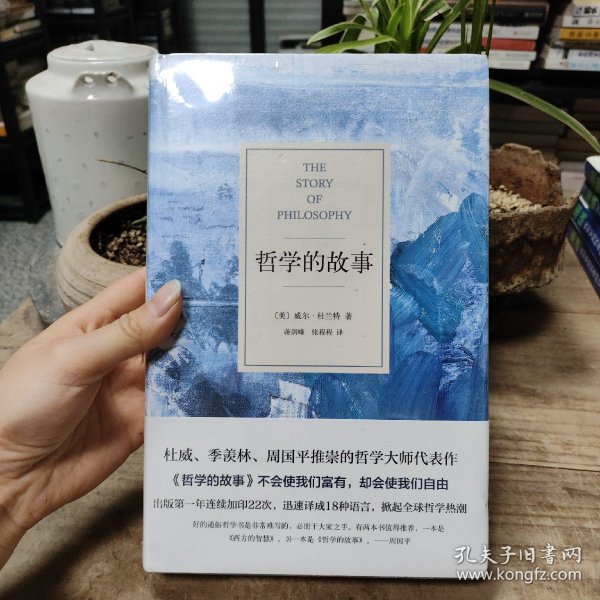 THE
STORY
OF
PHILOSOPHY
哲学的故事
〔美〕威尔·杜兰特 著
蒋剑峰 张程程 译
杜威、季羡林、周国平推崇的哲学大师代表作
《哲学的故事》不会使我们富有，却会使我们自由
出版第一年连续加印22次，迅速译成18种语言，掀起全球哲学热潮
好的通俗哲学书是非常难写的，必出于大家之手。有两本书值得推荐，一本是
《西方的智慧》，另一本是《哲学的故事》。——周国平
孔夫子旧书网
www.kongfz.com